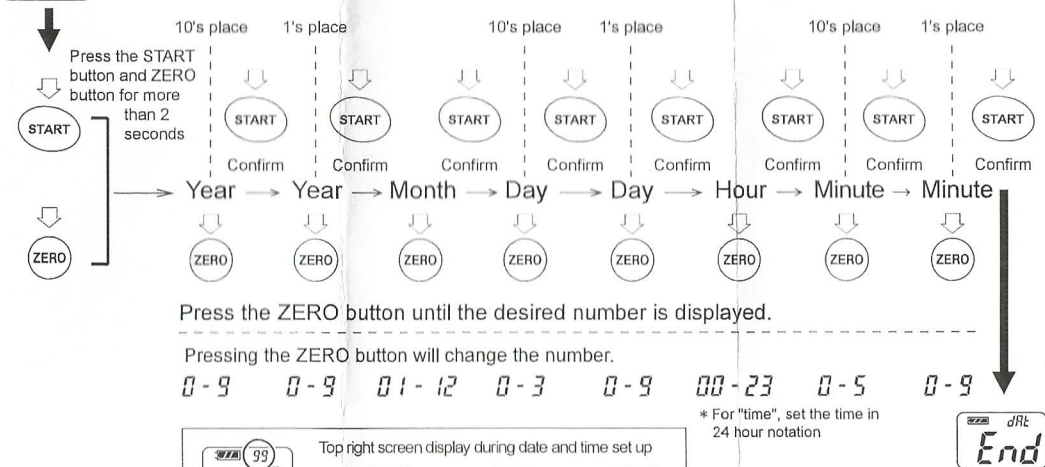 10's place 1's place 10's place 1's place 10's place 1's place
Press the START
button and ZERO
button for more
than 2
seconds
START START START START START START START START START
Confirm Confirm Confirm Confirm Confirm Confirm Confirm Confirm
Year Year Month Day Day Hour Minute Minute
ZERO ZERO ZERO ZERO ZERO ZERO ZERO ZERO ZERO
Press the ZERO button until the desired number is displayed.
Pressing the ZERO button will change the number.
0 - 9 0 - 9 01 - 12 0 - 3 0 - 9 00 - 23 0 - 5 0 - 9
* For "time", set the time in
24 hour notation
dAt
End
99
Top right screen display during date and time set up